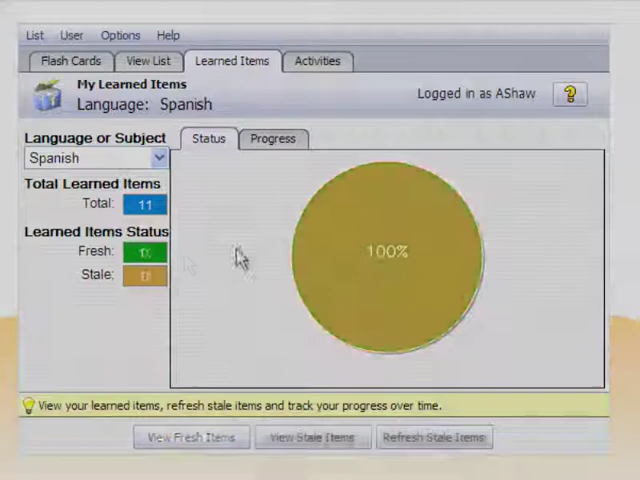 List User Options Help
Flash Cards View List Learned Items Activities
My Learned Items
Language: Spanish
Logged in as AShaw
?
Language or Subject
Spanish
Status Progress
Total Learned Items
Total: 11
Learned Items Status
Fresh:
Stale:
100%
View your learned items, refresh stale items and track your progress over time.
View Fresh Items View Stale Items Refresh Stale Items